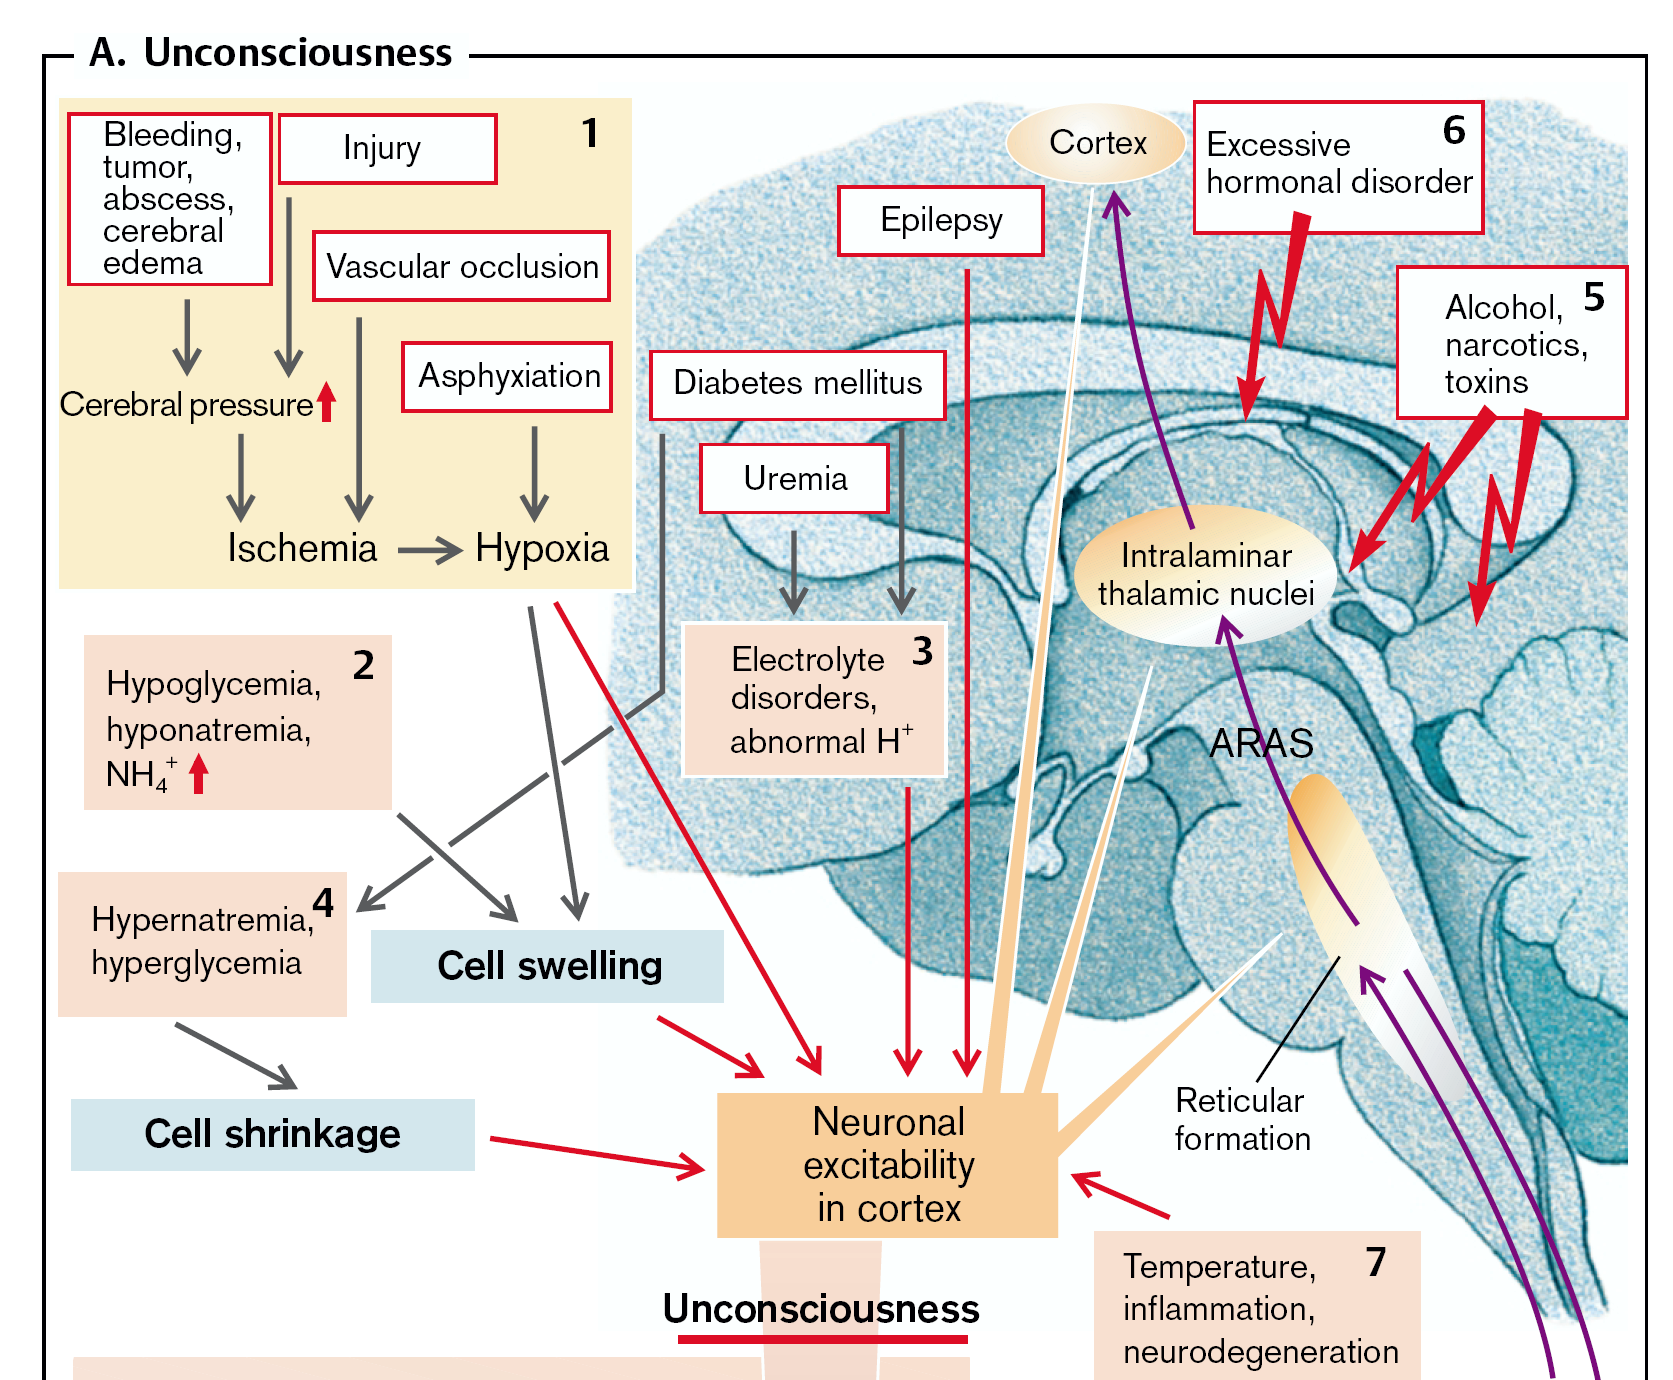 A. Unconsciousness
1
Bleeding,
tumor,
abscess,
cerebral
edema
Injury
Vascular occlusion
Asphyxiation
Cerebral pressure
Ischemia
Hypoxia
2
Hypoglycemia,
hyponatremia,
NH₄⁺
4
Hypernatremia,
hyperglycemia
Cell swelling
Cell shrinkage
Epilepsy
Diabetes mellitus
Uremia
3
Electrolyte
disorders,
abnormal H⁺
Cortex
6
Excessive
hormonal disorder
5
Alcohol,
narcotics,
toxins
Intralaminar
thalamic nuclei
ARAS
Reticular
formation
Neuronal
excitability
in cortex
7
Temperature,
inflammation,
neurodegeneration
Unconsciousness